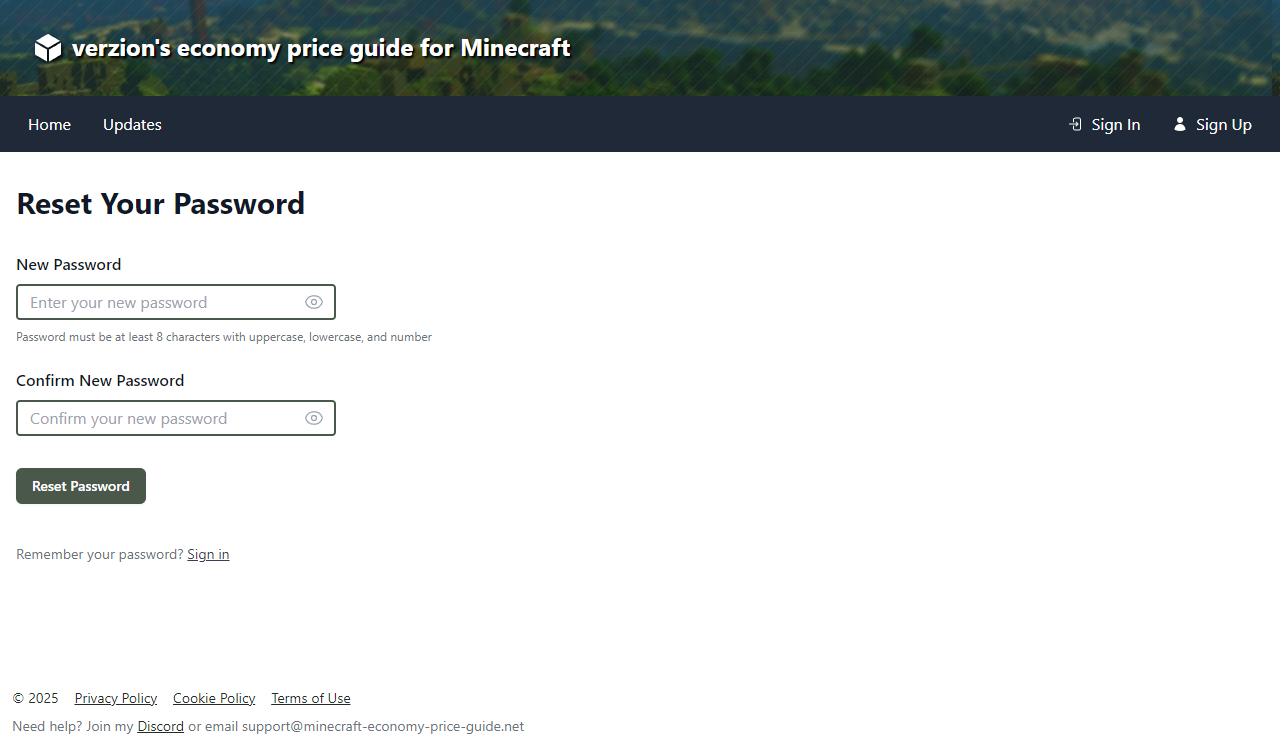 verzion's economy price guide for Minecraft
Home Updates Sign In Sign Up
Reset Your Password
New Password
Enter your new password
Password must be at least 8 characters with uppercase, lowercase, and number
Confirm New Password
Confirm your new password
Reset Password
Remember your password? Sign in
© 2025 Privacy Policy Cookie Policy Terms of Use
Need help? Join my Discord or email support@minecraft-economy-price-guide.net